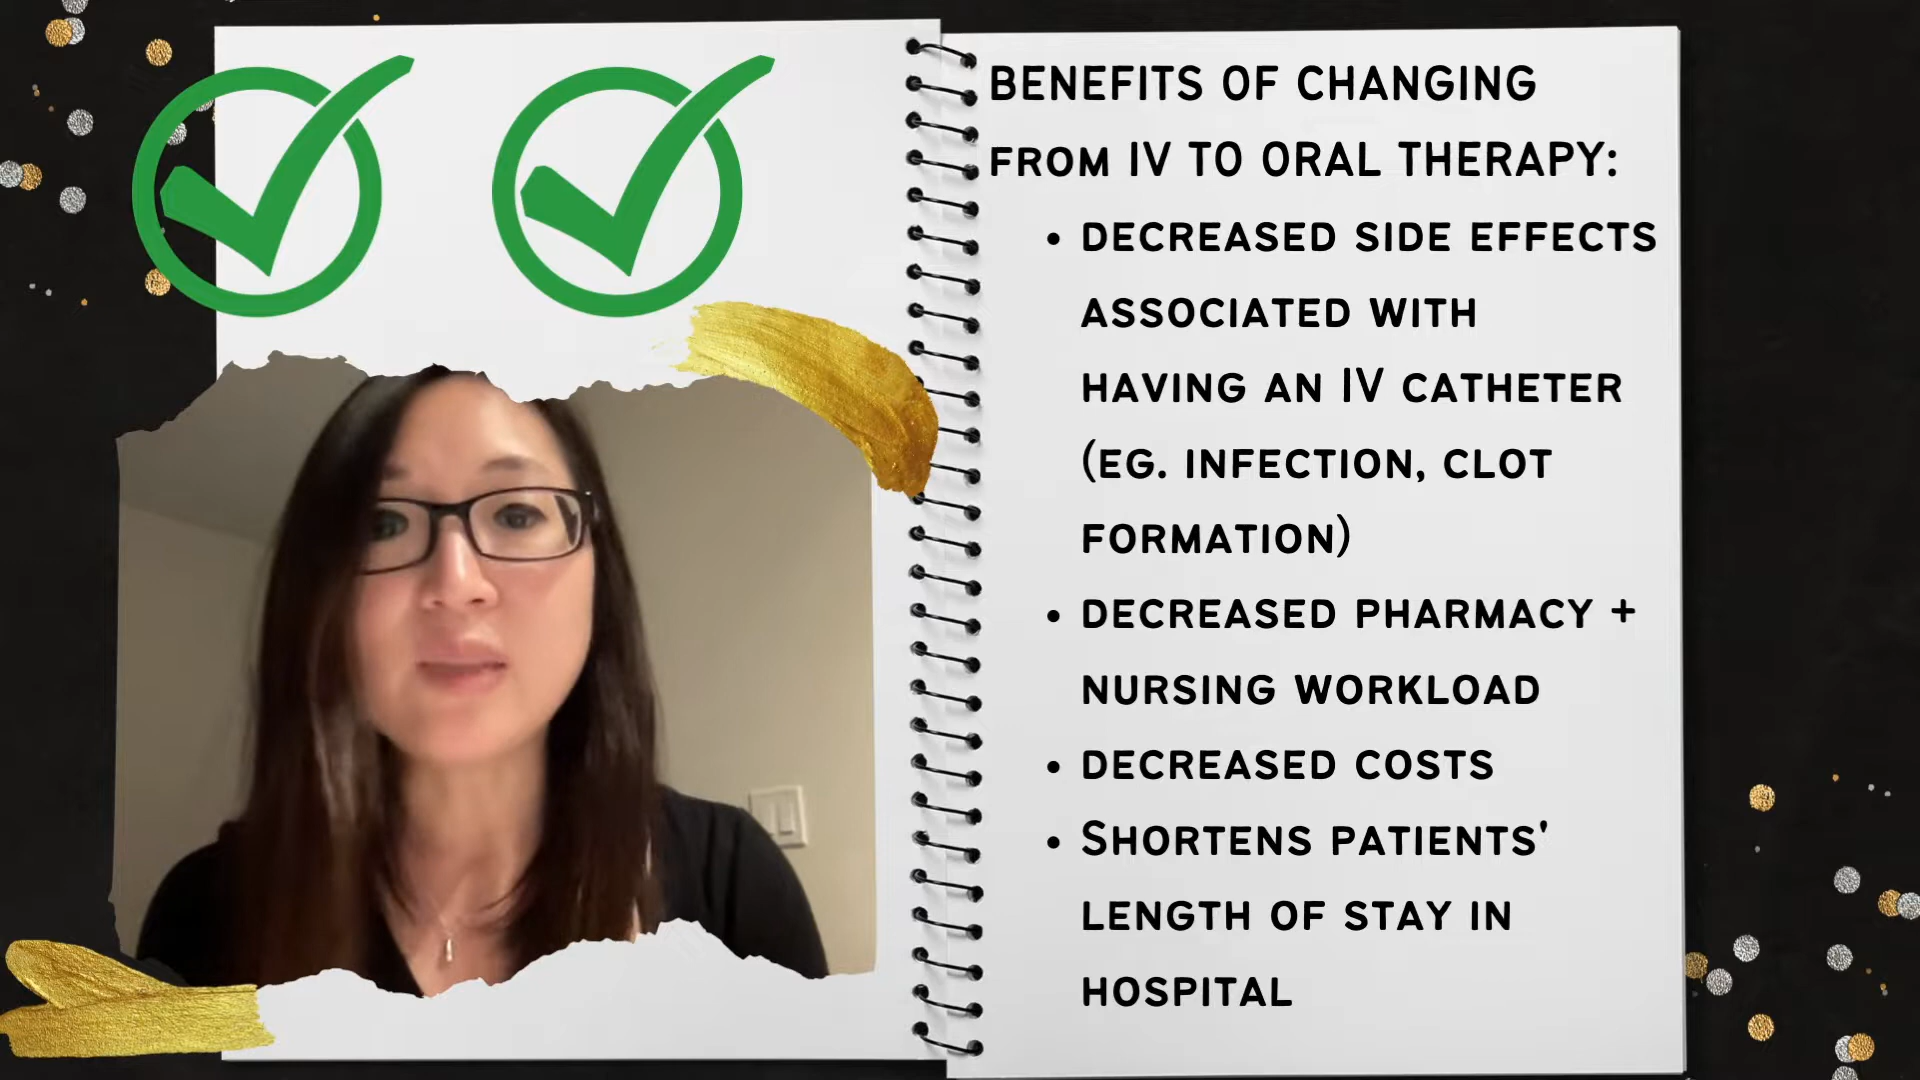 BENEFITS OF CHANGING
FROM IV TO ORAL THERAPY:
• DECREASED SIDE EFFECTS
ASSOCIATED WITH
HAVING AN IV CATHETER
(EG. INFECTION, CLOT
FORMATION)
• DECREASED PHARMACY +
NURSING WORKLOAD
• DECREASED COSTS
• SHORTENS PATIENTS'
LENGTH OF STAY IN
HOSPITAL